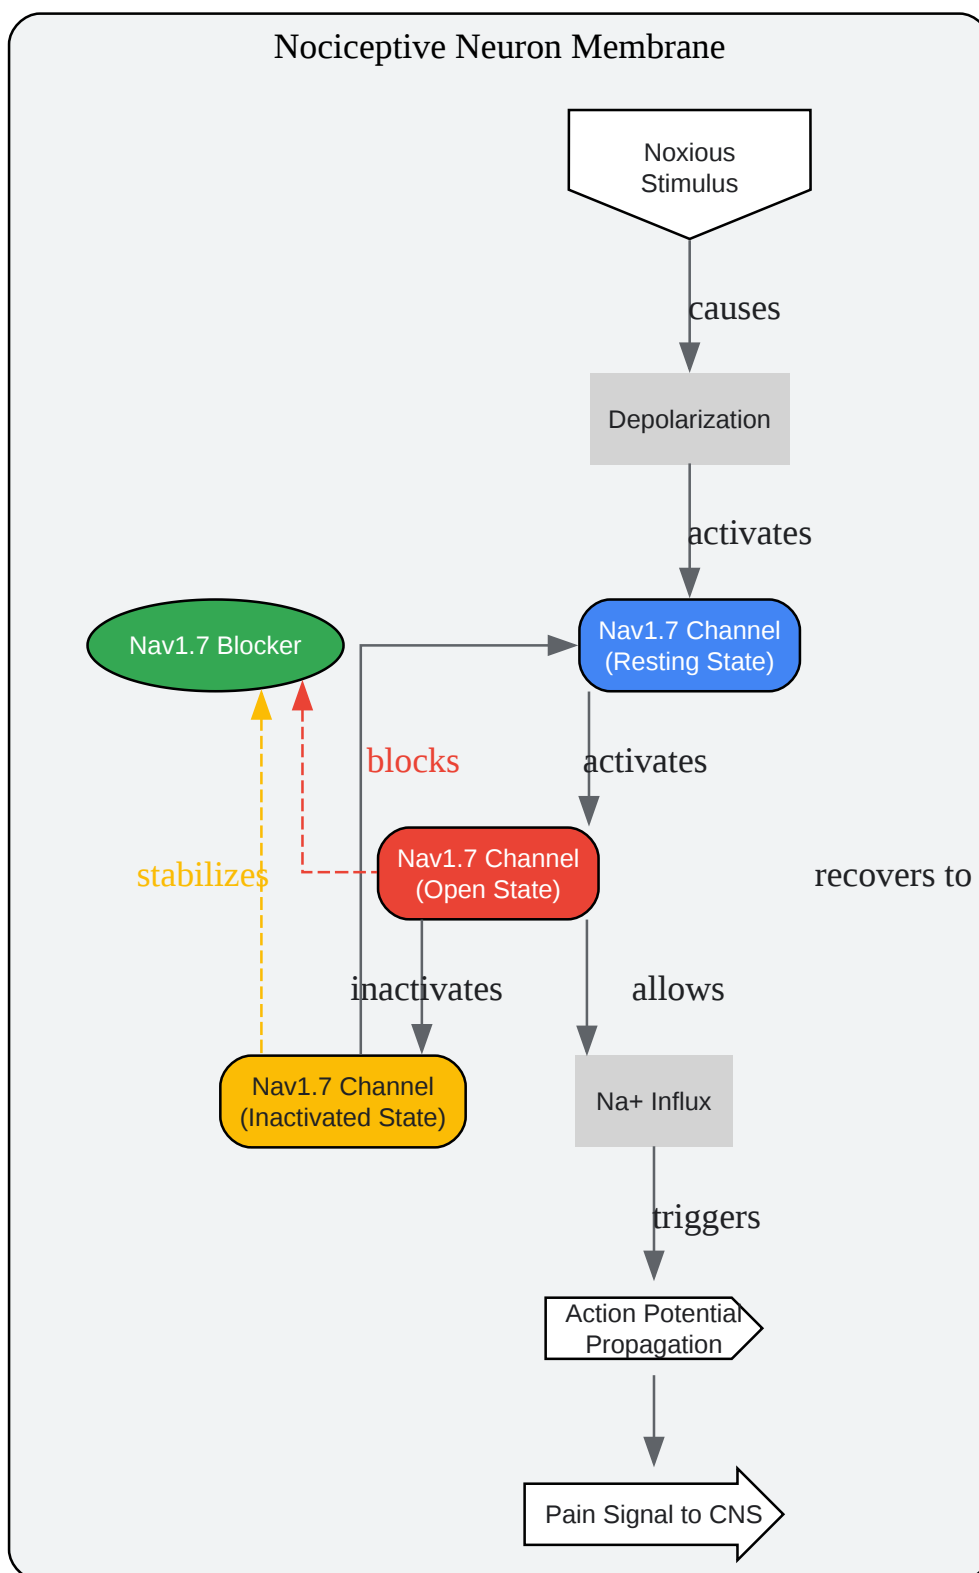 Nociceptive Neuron Membrane
Noxious
Stimulus
causes
Depolarization
activates
Nav1.7 Blocker
Nav1.7 Channel
(Resting State)
blocks
activates
Nav1.7 Channel
(Open State)
stabilizes
recovers to
inactivates
allows
Nav1.7 Channel
(Inactivated State)
Na+ Influx
triggers
Action Potential
Propagation
Pain Signal to CNS